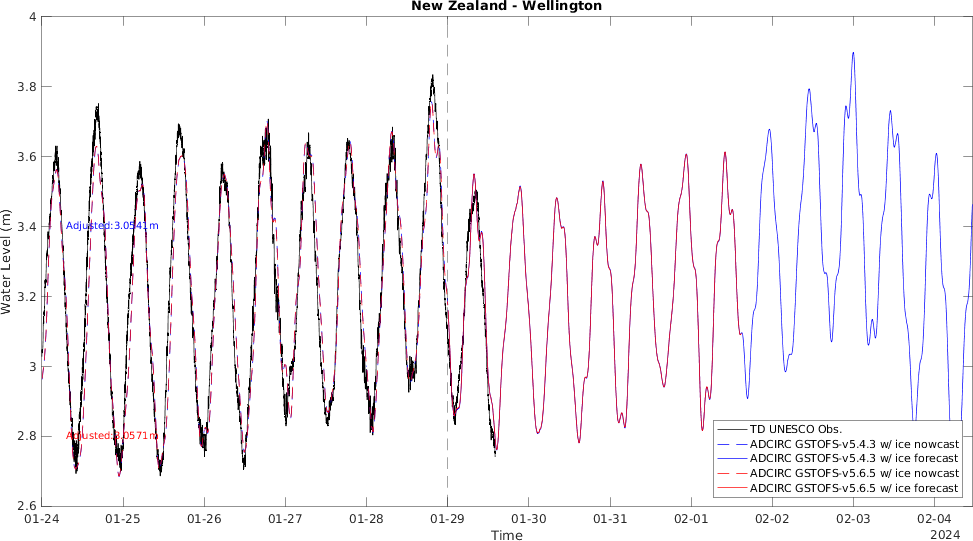 New Zealand - Wellington
4
3.8
3.6
3.4
3.2
3
2.8
2.6
Water Level (m)
Adjusted:3.0541m
Adjusted:3.0571m
TD UNESCO Obs.
ADCIRC GSTOFS-v5.4.3 w/ ice nowcast
ADCIRC GSTOFS-v5.4.3 w/ ice forecast
ADCIRC GSTOFS-v5.6.5 w/ ice nowcast
ADCIRC GSTOFS-v5.6.5 w/ ice forecast
01-24 01-25 01-26 01-27 01-28 01-29 01-30 01-31 02-01 02-02 02-03 02-04
Time
2024